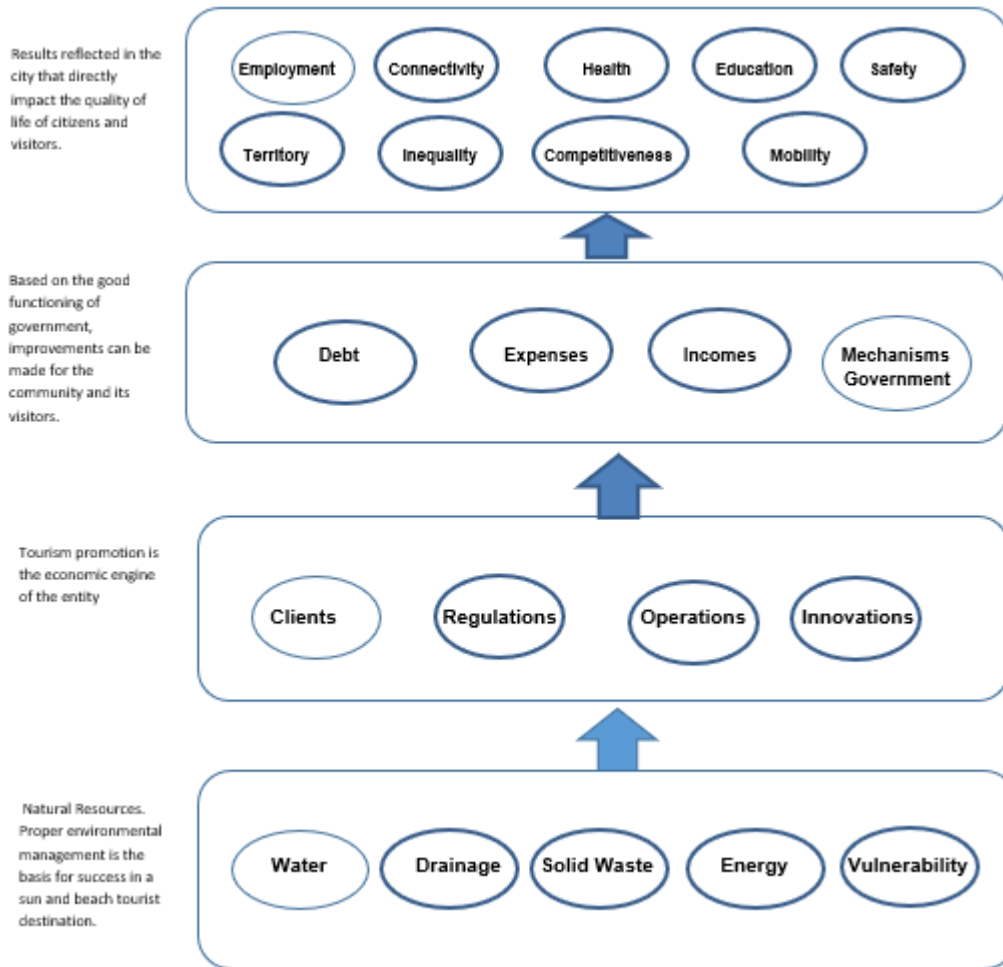 Results reflected in the
city that directly
impact the quality of
life of citizens and
visitors.
Employment
Connectivity
Health
Education
Safety
Territory
Inequality
Competitiveness
Mobility
Based on the good
functioning of
government,
improvements can be
made for the
community and its
visitors.
Debt
Expenses
Incomes
Mechanisms
Government
Tourism promotion is
the economic engine
of the entity
Clients
Regulations
Operations
Innovations
Natural Resources.
Proper environmental
management is the
basis for success in a
sun and beach tourist
destination.
Water
Drainage
Solid Waste
Energy
Vulnerability